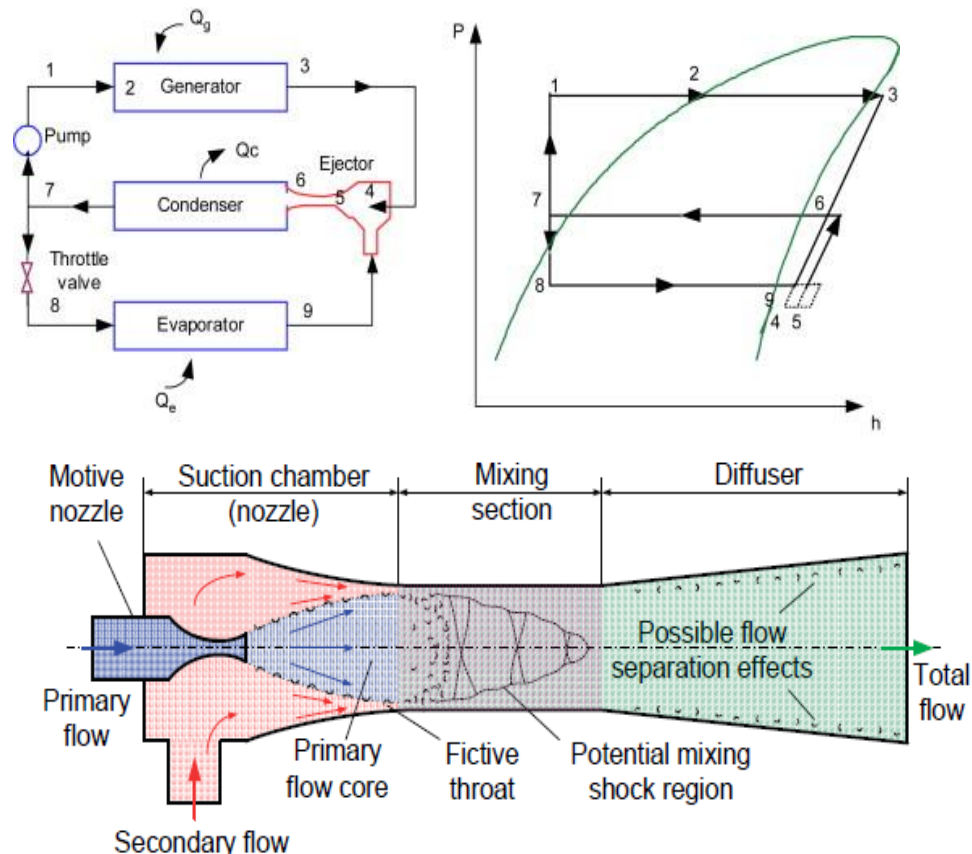 Q_g
1
2
Generator
3
Pump
Qc
Ejector
7
Condenser
6
5
4
Throttle
valve
8
Evaporator
9
Q_e
P
1
2
3
7
6
8
9
4
5
h
Motive
nozzle
Suction chamber
(nozzle)
Mixing
section
Diffuser
Possible flow
separation effects
Primary
flow
Primary
flow core
Fictive
throat
Potential mixing
shock region
Total
flow
Secondary flow